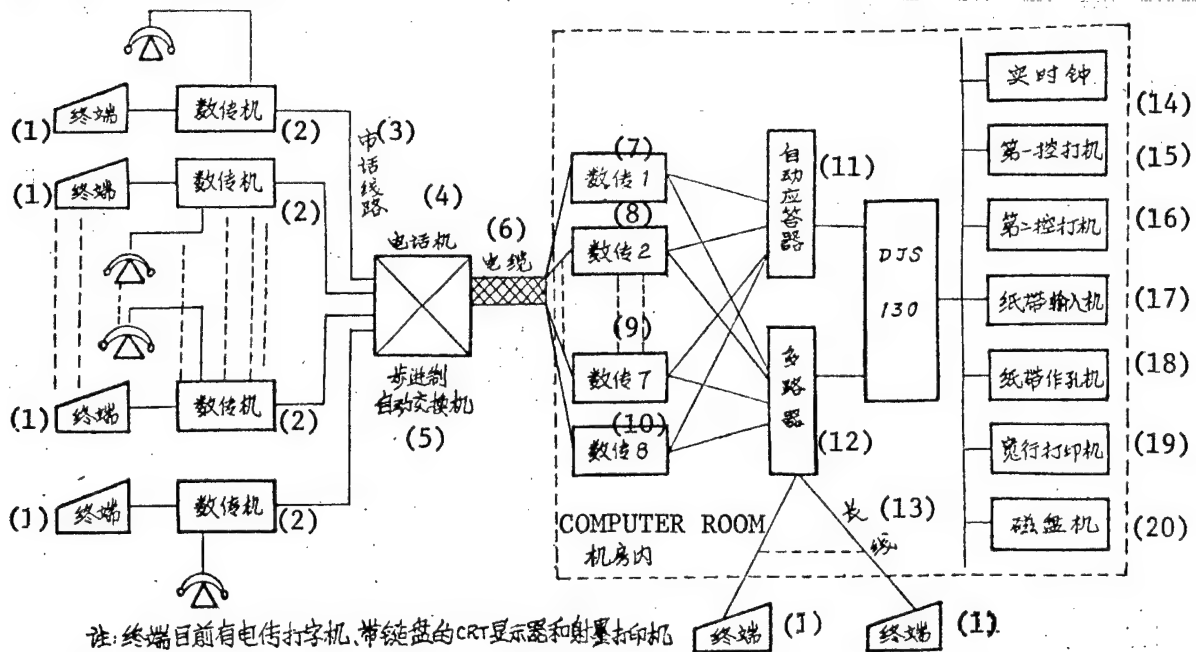 (1) 终端 数传机 (2)
(3) 电话线路
(1) 终端 数传机 (2)
(4) 电话机
(6) 电缆
步进制
自动交换机
(5)
(1) 终端 数传机 (2)
(1) 终端 数传机 (2)
(7)
数传1
(8)
数传2
(9)
数传7
(10)
数传8
自动应答器 (11)
多路器 (12)
DJS
130
COMPUTER ROOM
机房内
长线 (13)
终端 (1)
终端 (1)
实时钟 (14)
第一控打机 (15)
第二控打机 (16)
纸带输入机 (17)
纸带作孔机 (18)
宽行打印机 (19)
磁盘机 (20)
注:终端目前有电传打字机、带键盘的CRT显示器和射墨打印机